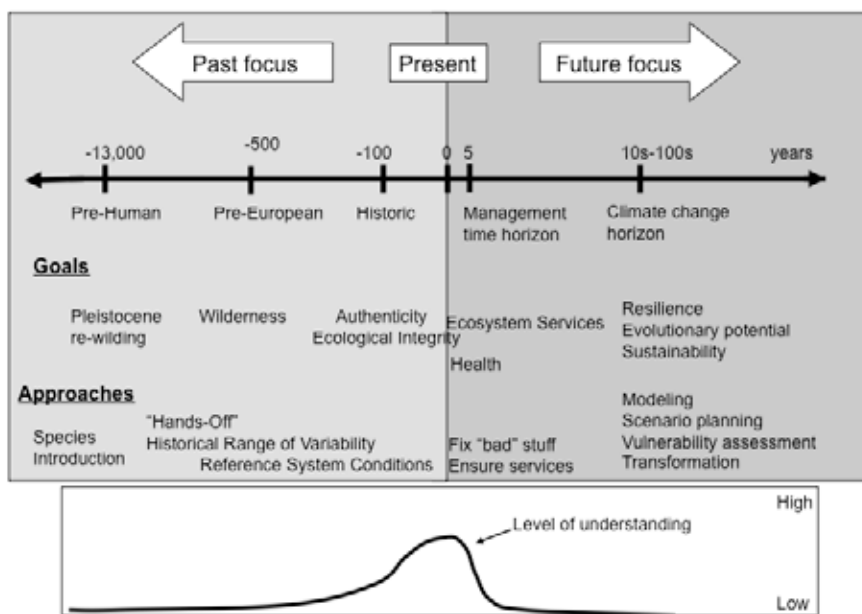 Past focus
Present
Future focus
-13,000
-500
-100
0
5
10s-100s
years
Pre-Human
Pre-European
Historic
Management
time horizon
Climate change
horizon
Goals
Pleistocene
re-wilding
Wilderness
Authenticity
Ecological Integrity
Ecosystem Services
Health
Resilience
Evolutionary potential
Sustainability
Approaches
Species
Introduction
“Hands-Off”
Historical Range of Variability
Reference System Conditions
Fix “bad” stuff
Ensure services
Modeling
Scenario planning
Vulnerability assessment
Transformation
High
Level of understanding
Low